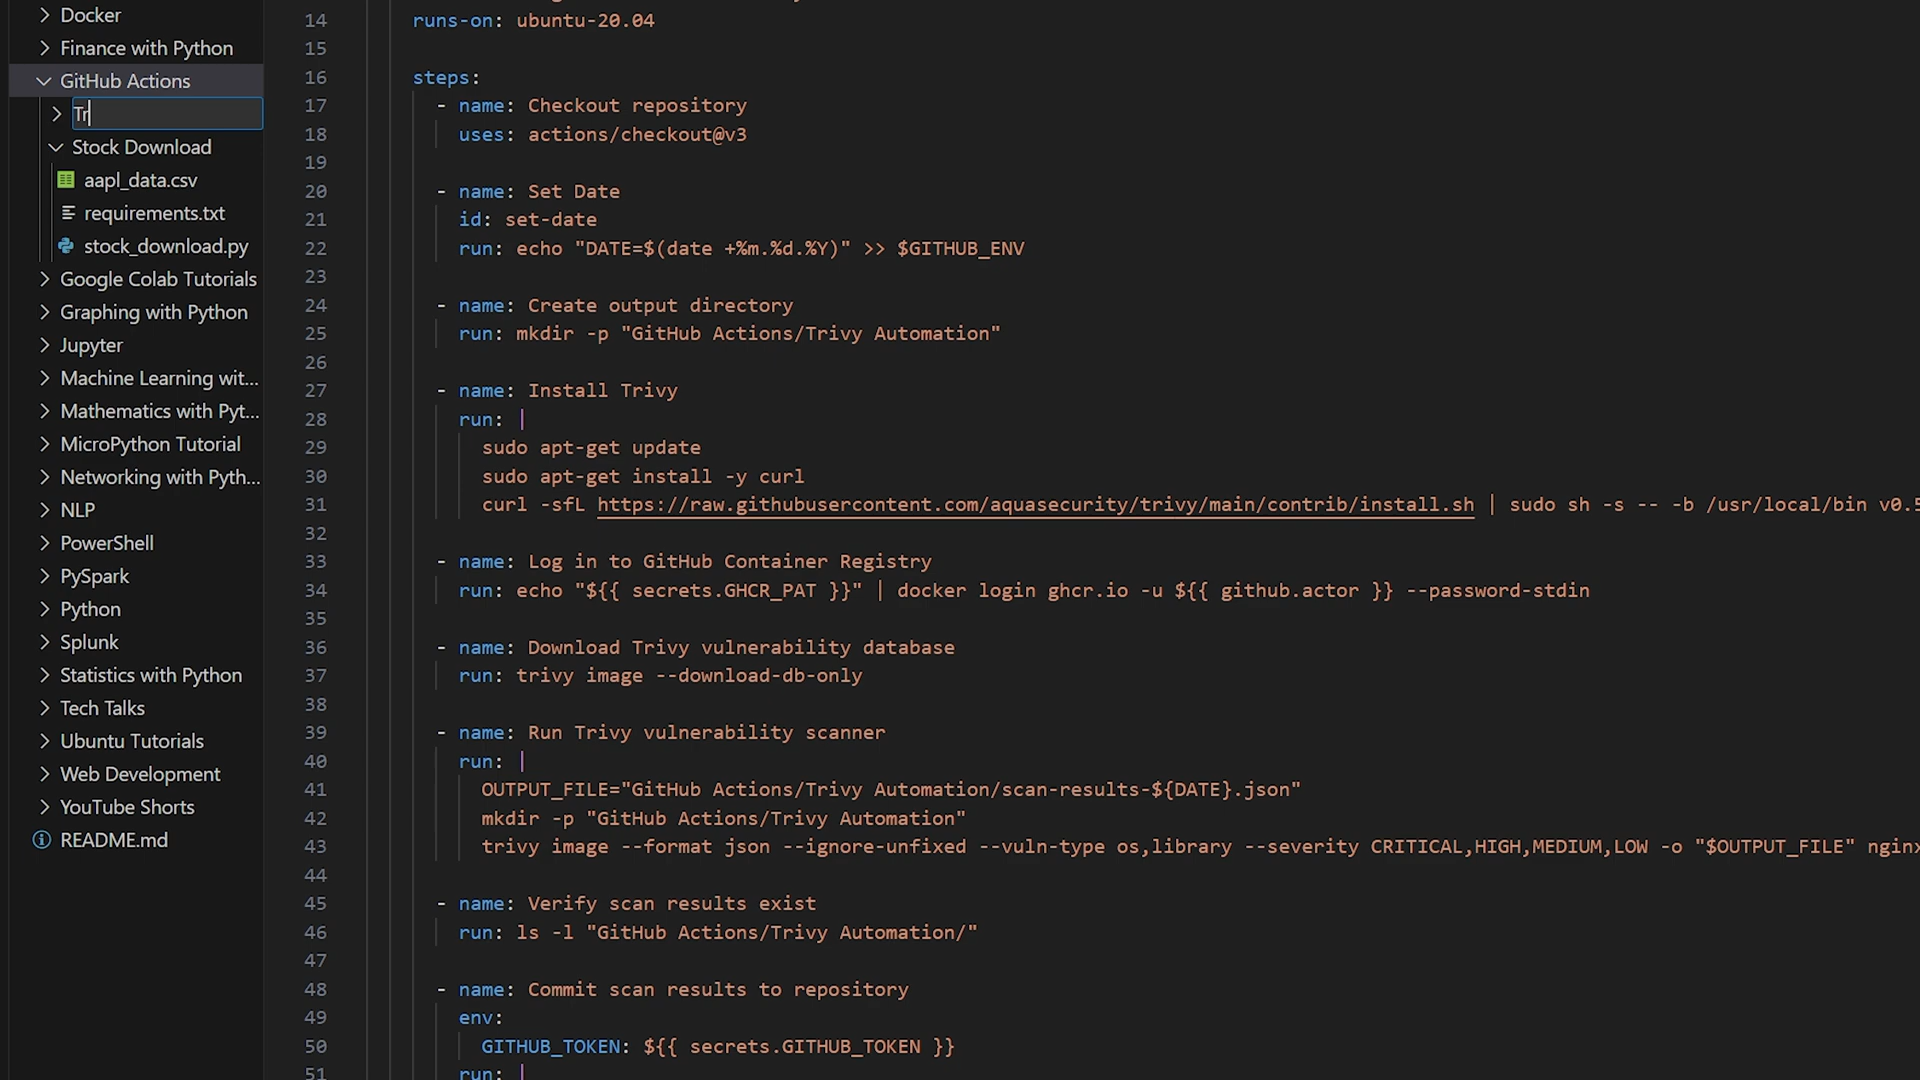 Docker
Finance with Python
GitHub Actions
Tr
Stock Download
aapl_data.csv
requirements.txt
stock_download.py
Google Colab Tutorials
Graphing with Python
Jupyter
Machine Learning wit...
Mathematics with Pyt...
MicroPython Tutorial
Networking with Pyth...
NLP
PowerShell
PySpark
Python
Splunk
Statistics with Python
Tech Talks
Ubuntu Tutorials
Web Development
YouTube Shorts
README.md
14 runs-on: ubuntu-20.04
15
16 steps:
17 - name: Checkout repository
18 uses: actions/checkout@v3
19
20 - name: Set Date
21 id: set-date
22 run: echo "DATE=$(date +%m.%d.%Y)" >> $GITHUB_ENV
23
24 - name: Create output directory
25 run: mkdir -p "GitHub Actions/Trivy Automation"
26
27 - name: Install Trivy
28 run: |
29 sudo apt-get update
30 sudo apt-get install -y curl
31 curl -sfL https://raw.githubusercontent.com/aquasecurity/trivy/main/contrib/install.sh | sudo sh -s -- -b /usr/local/bin v0.5
32
33 - name: Log in to GitHub Container Registry
34 run: echo "${{ secrets.GHCR_PAT }}" | docker login ghcr.io -u ${{ github.actor }} --password-stdin
35
36 - name: Download Trivy vulnerability database
37 run: trivy image --download-db-only
38
39 - name: Run Trivy vulnerability scanner
40 run: |
41 OUTPUT_FILE="GitHub Actions/Trivy Automation/scan-results-${DATE}.json"
42 mkdir -p "GitHub Actions/Trivy Automation"
43 trivy image --format json --ignore-unfixed --vuln-type os,library --severity CRITICAL,HIGH,MEDIUM,LOW -o "$OUTPUT_FILE" nginx
44
45 - name: Verify scan results exist
46 run: ls -l "GitHub Actions/Trivy Automation/"
47
48 - name: Commit scan results to repository
49 env:
50 GITHUB_TOKEN: ${{ secrets.GITHUB_TOKEN }}
51 run: |